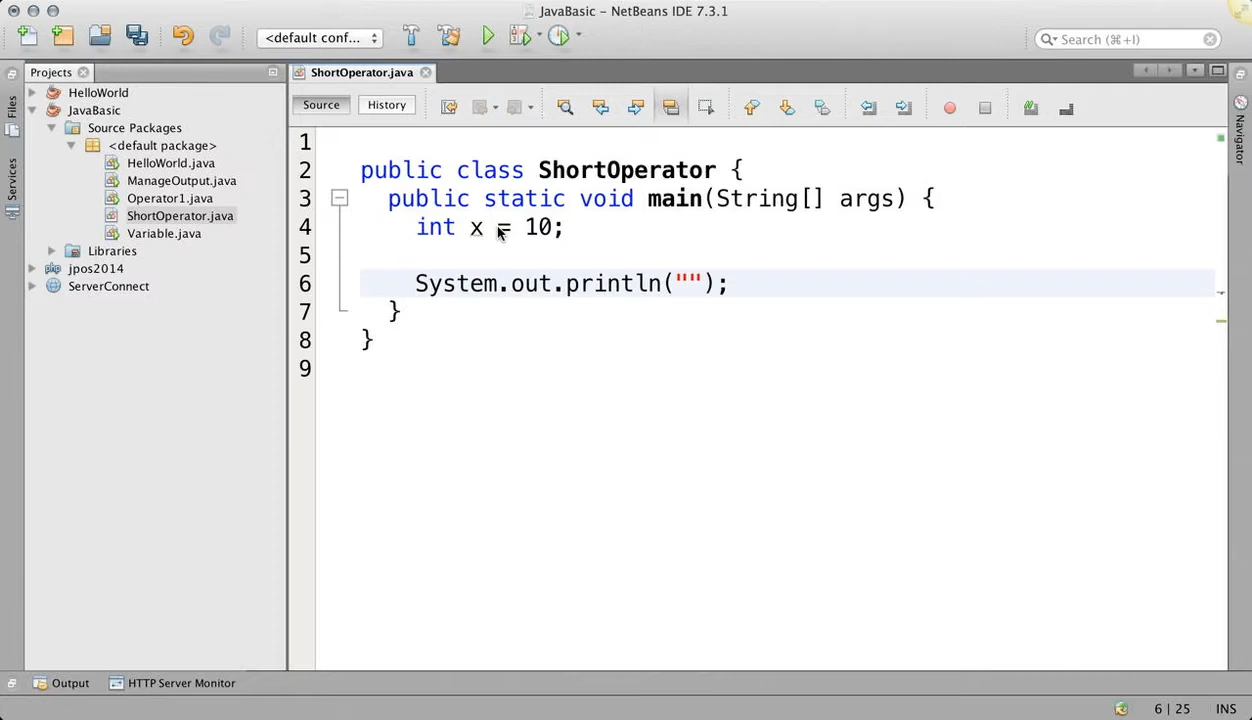 JavaBasic – NetBeans IDE 7.3.1
<default conf...
Search (⌘+I)
Projects
ShortOperator.java
Files
Services
Navigator
HelloWorld
JavaBasic
Source Packages
<default package>
HelloWorld.java
ManageOutput.java
Operator1.java
ShortOperator.java
Variable.java
Libraries
jpos2014
ServerConnect
Source
History
1
2 public class ShortOperator {
3 public static void main(String[] args) {
4 int x = 10;
5
6 System.out.println("");
7 }
8 }
9
Output
HTTP Server Monitor
6 | 25
INS